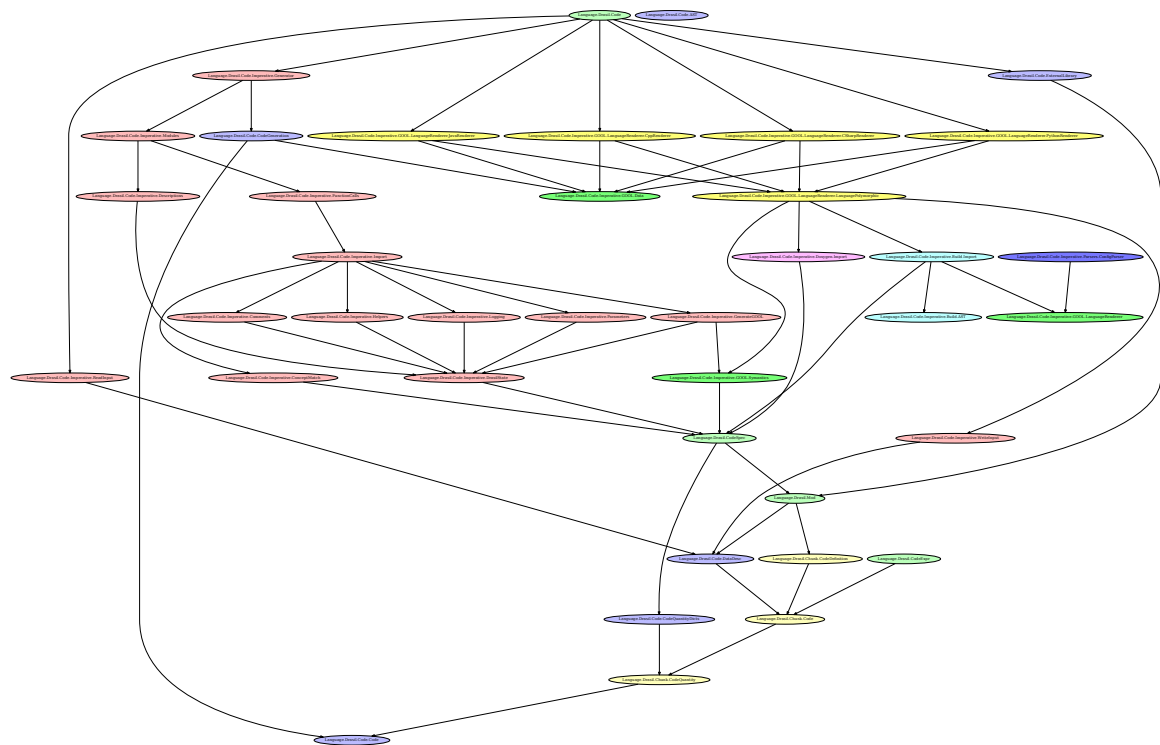 Language.Drasil.Code
Language.Drasil.Code.AST
Language.Drasil.Code.Imperative.Generator
Language.Drasil.Code.ExternalLibrary
Language.Drasil.Code.Imperative.Modules
Language.Drasil.Code.CodeGeneration
Language.Drasil.Code.Imperative.GOOL.LanguageRenderer.JavaRenderer
Language.Drasil.Code.Imperative.GOOL.LanguageRenderer.CppRenderer
Language.Drasil.Code.Imperative.GOOL.LanguageRenderer.CSharpRenderer
Language.Drasil.Code.Imperative.GOOL.LanguageRenderer.PythonRenderer
Language.Drasil.Code.Imperative.Descriptions
Language.Drasil.Code.Imperative.FunctionCalls
Language.Drasil.Code.Imperative.GOOL.Data
Language.Drasil.Code.Imperative.GOOL.LanguageRenderer.LanguagePolymorphic
Language.Drasil.Code.Imperative.Import
Language.Drasil.Code.Imperative.Doxygen.Import
Language.Drasil.Code.Imperative.Build.Import
Language.Drasil.Code.Imperative.Comments
Language.Drasil.Code.Imperative.Helpers
Language.Drasil.Code.Imperative.Logging
Language.Drasil.Code.Imperative.Parameters
Language.Drasil.Code.Imperative.GenerateGOOL
Language.Drasil.Code.Imperative.Build.AST
Language.Drasil.Code.Imperative.GOOL.LanguageRenderer
Language.Drasil.Code.Imperative.ReadInput
Language.Drasil.Code.Imperative.ConceptMatch
Language.Drasil.Code.Imperative.DrasilState
Language.Drasil.Code.Imperative.GOOL.Symantics
Language.Drasil.CodeSpec
Language.Drasil.Code.Imperative.WriteInput
Language.Drasil.Mod
Language.Drasil.Code.DataDesc
Language.Drasil.Chunk.CodeDefinition
Language.Drasil.CodeExpr
Language.Drasil.Code.CodeQuantityDicts
Language.Drasil.Chunk.Code
Language.Drasil.Chunk.CodeQuantity
Language.Drasil.Code.Code